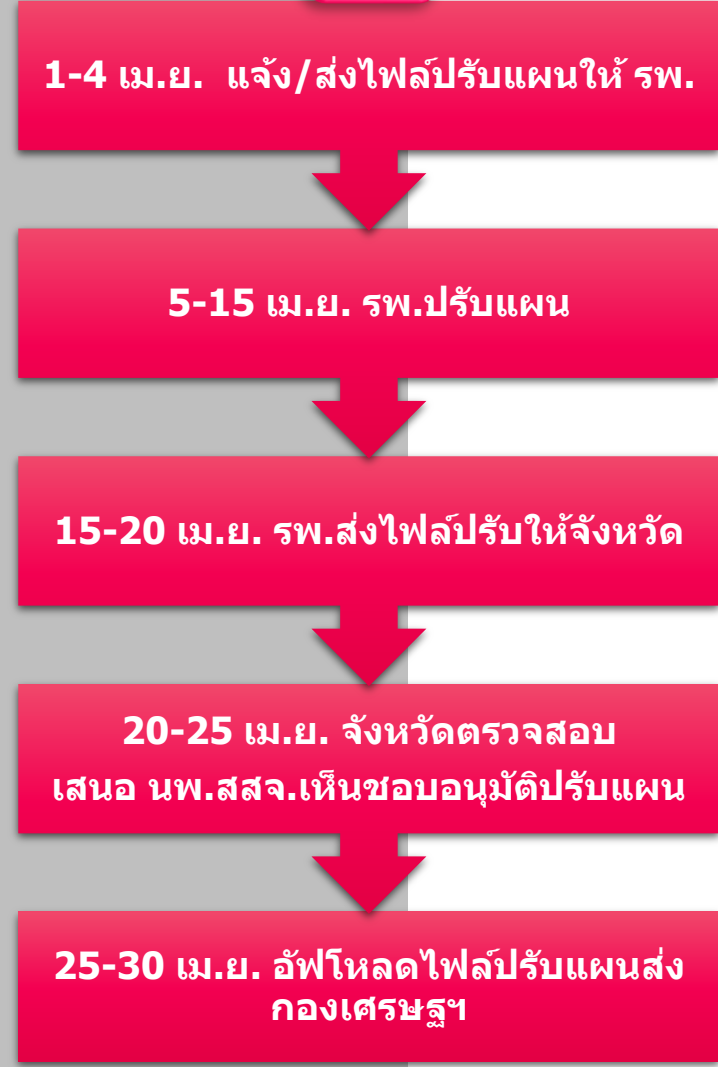 1-4 เม.ย.  แจ้ง/ส่งไฟล์ปรับแผนให้ รพ.
5-15 เม.ย. รพ.ปรับแผน
15-20 เม.ย. รพ.ส่งไฟล์ปรับให้จังหวัด
20-25 เม.ย. จังหวัดตรวจสอบ
เสนอ นพ.สสจ.เห็นชอบอนุมัติปรับแผน
25-30 เม.ย. อัฟโหลดไฟล์ปรับแผนส่ง
กองเศรษฐฯ